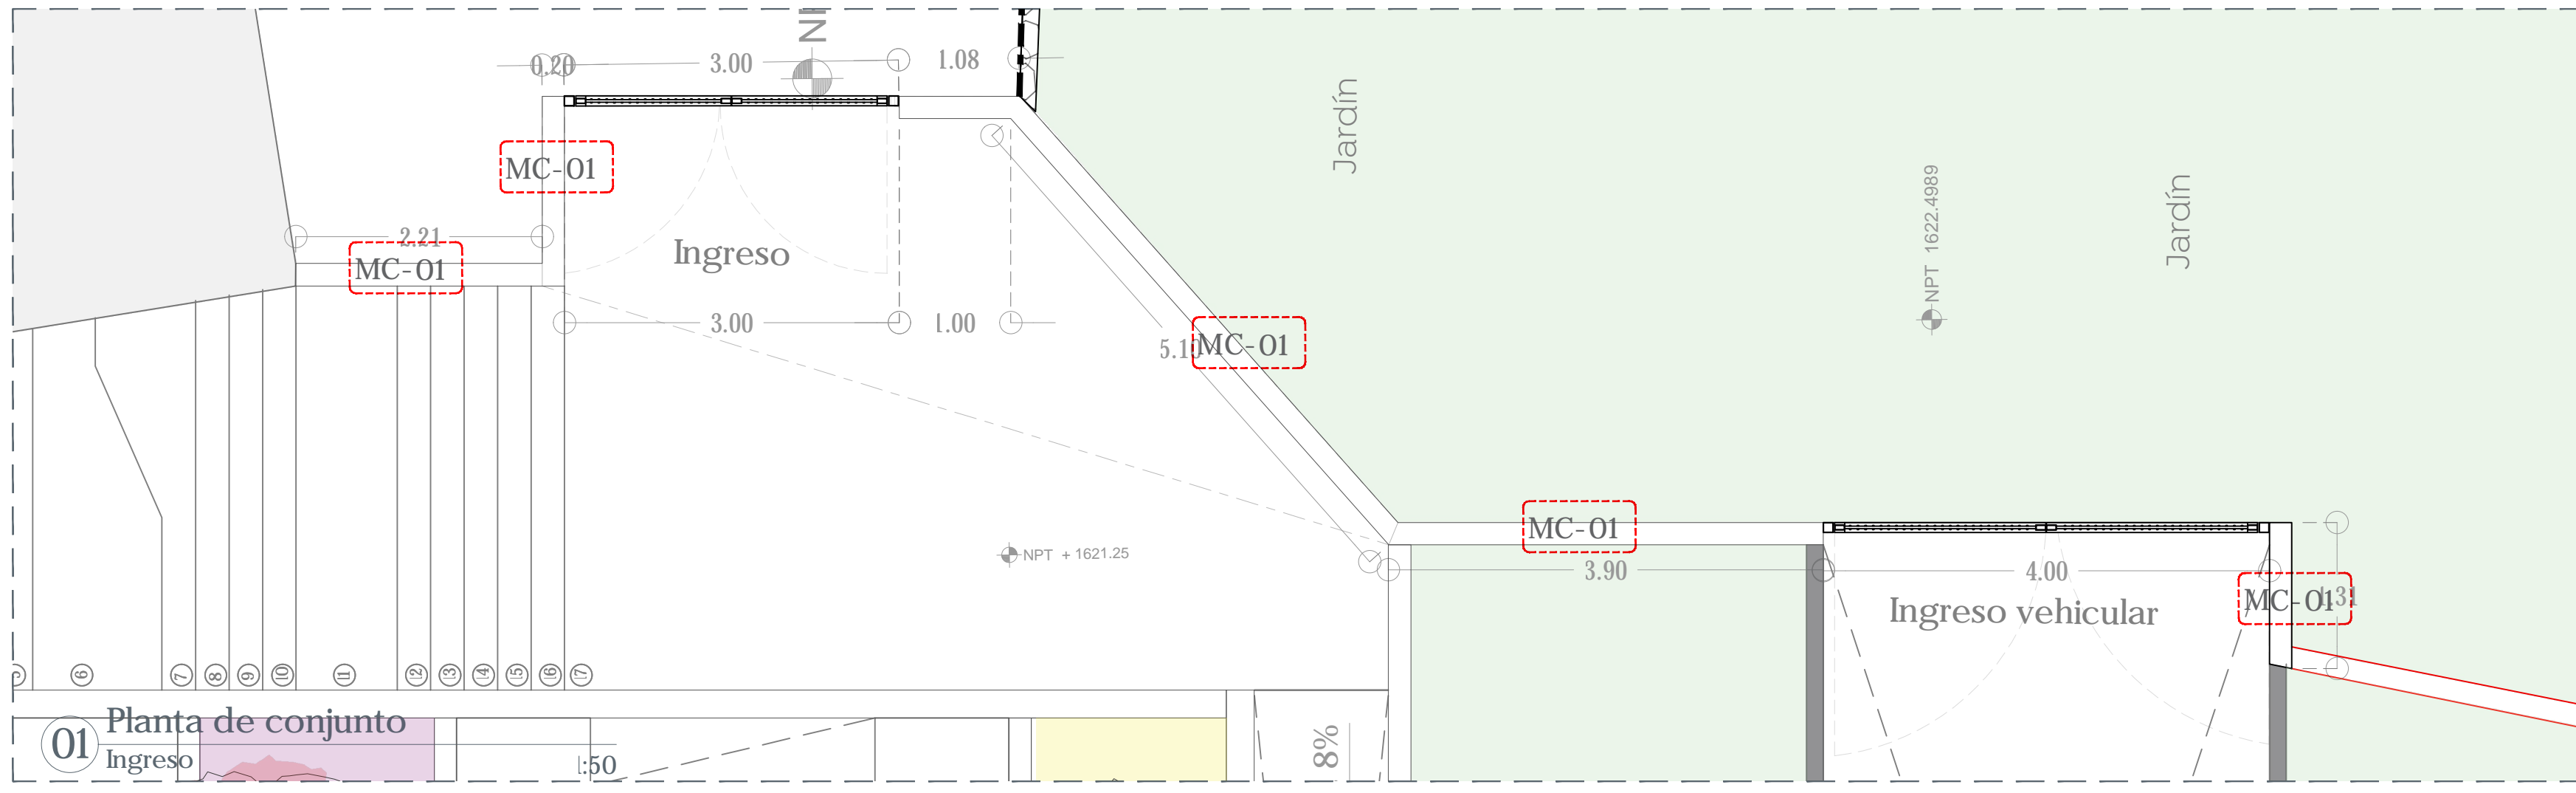 0.20
3.00
1.08
MC-01
2.21
MC-01
Ingreso
3.00
1.00
MC-01
Jardín
NPT 1622.4989
Jardín
NPT + 1621.25
MC-01
3.90
4.00
MC-01
Ingreso vehicular
6
7
8
9
10
11
12
13
14
15
16
17
01
Planta de conjunto
Ingreso
1:50
8%